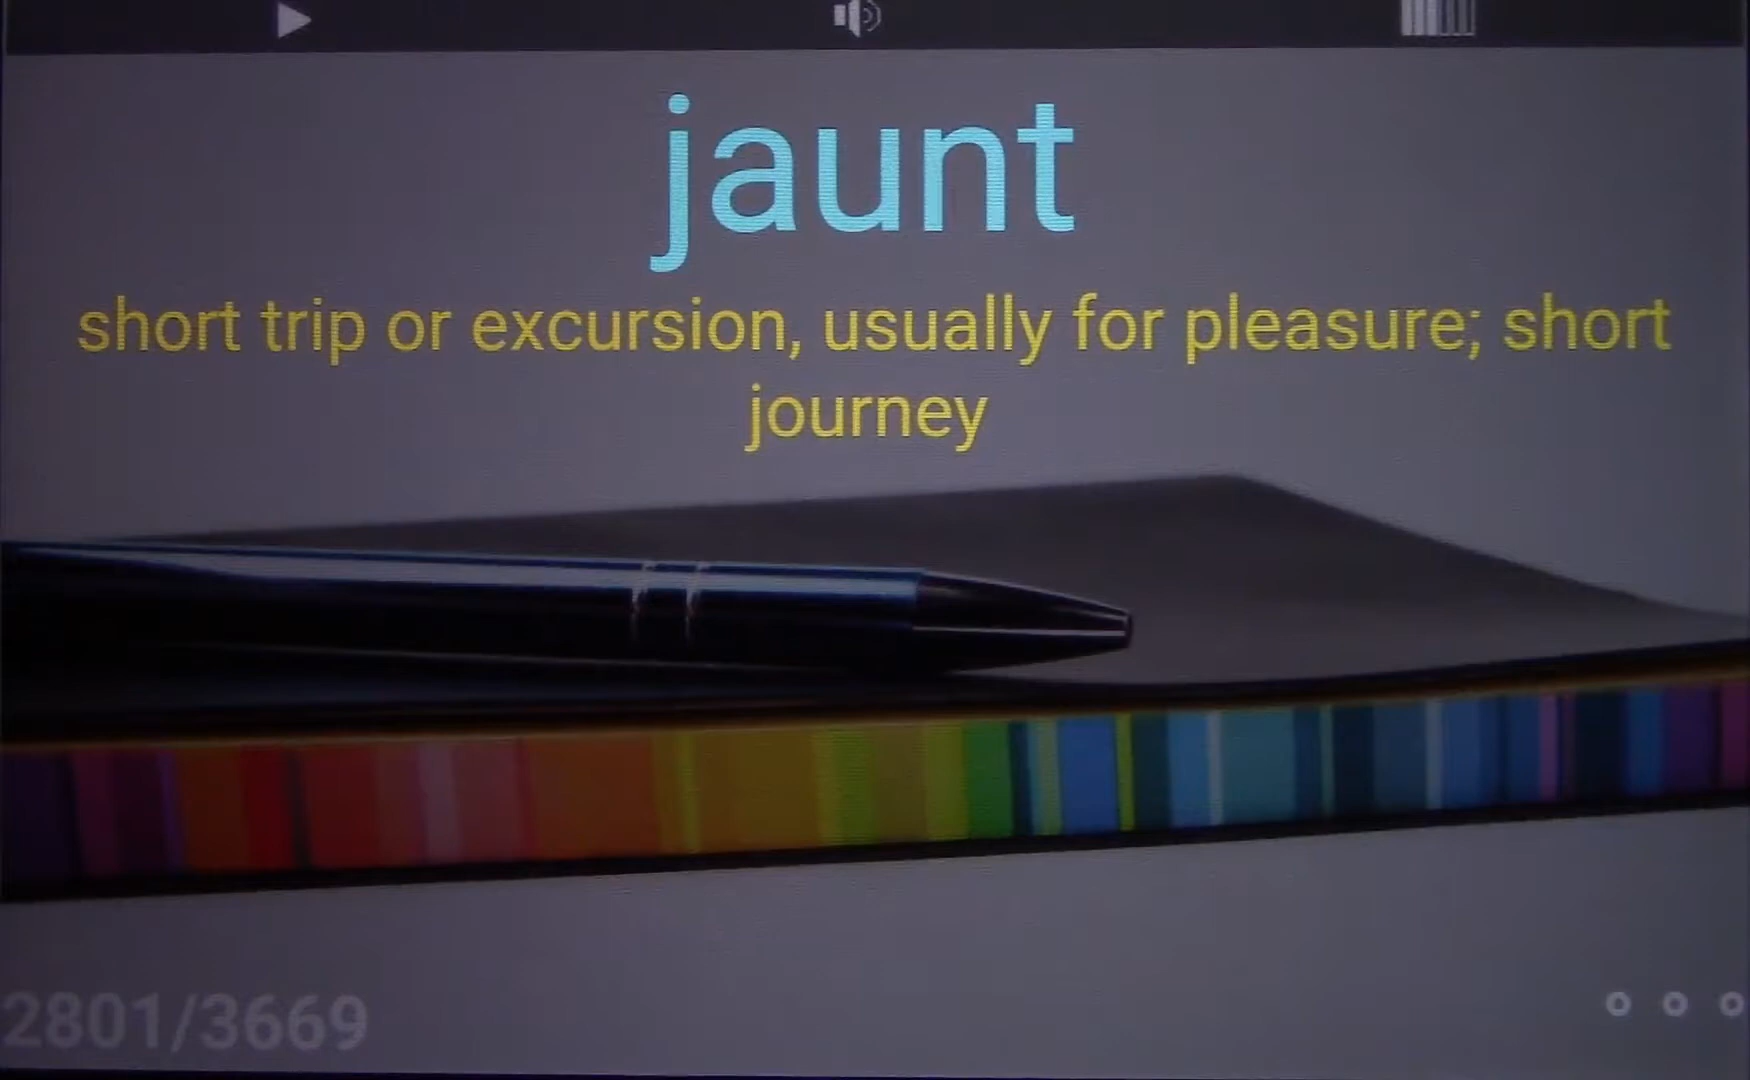 jaunt
short trip or excursion, usually for pleasure; short
journey
2801/3669